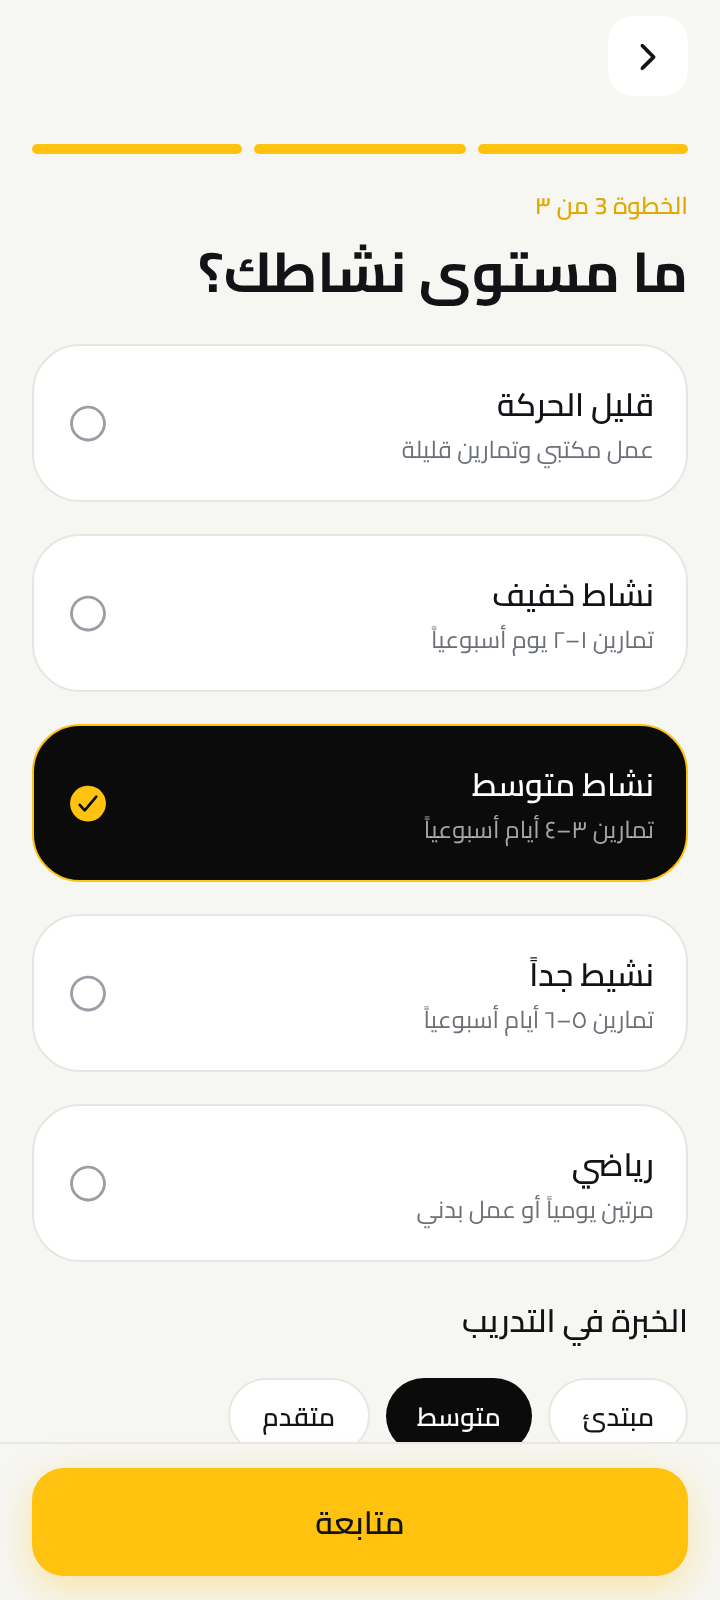 الخطوة 3 من ٣
ما مستوى نشاطك؟
قليل الحركة
عمل مكتبي وتمارين قليلة
نشاط خفيف
تمارين ١–٢ يوم أسبوعياً
نشاط متوسط
تمارين ٣–٤ أيام أسبوعياً
نشيط جداً
تمارين ٥–٦ أيام أسبوعياً
رياضي
مرتين يومياً أو عمل بدني
الخبرة في التدريب
مبتدئ
متوسط
متقدم
متابعة